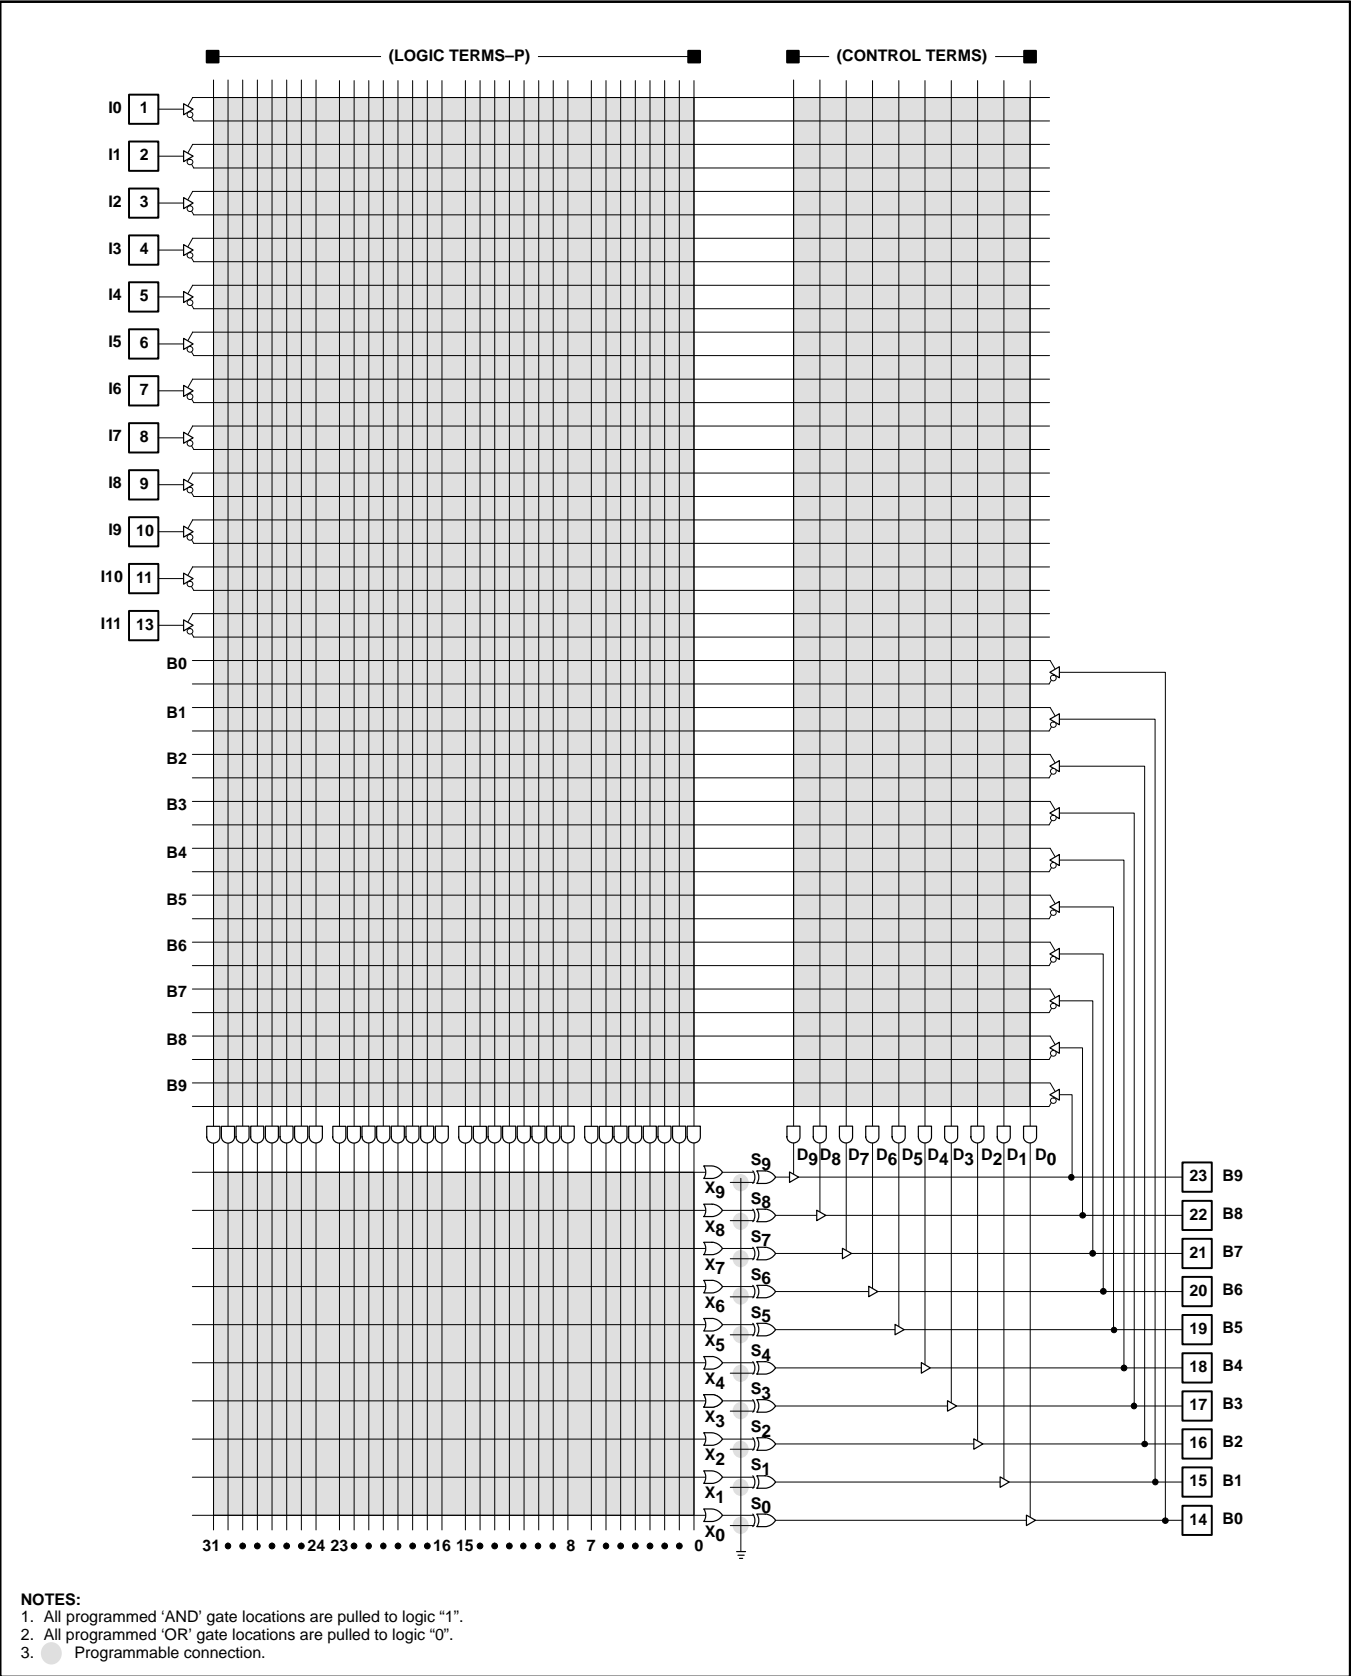 (LOGIC TERMS–P) (CONTROL TERMS)
I0 1
I1 2
I2 3
I3 4
I4 5
I5 6
I6 7
I7 8
I8 9
I9 10
I10 11
I11 13
B0
B1
B2
B3
B4
B5
B6
B7
B8
B9
D9 D8 D7 D6 D5 D4 D3 D2 D1 D0
S9
X9
23 B9
S8
X8
22 B8
S7
X7
21 B7
S6
X6
20 B6
S5
X5
19 B5
S4
X4
18 B4
S3
X3
17 B3
S2
X2
16 B2
S1
X1
15 B1
S0
X0
14 B0
31 24 23 16 15 8 7 0
NOTES:
1. All programmed ‘AND’ gate locations are pulled to logic “1”.
2. All programmed ‘OR’ gate locations are pulled to logic “0”.
3. Programmable connection.